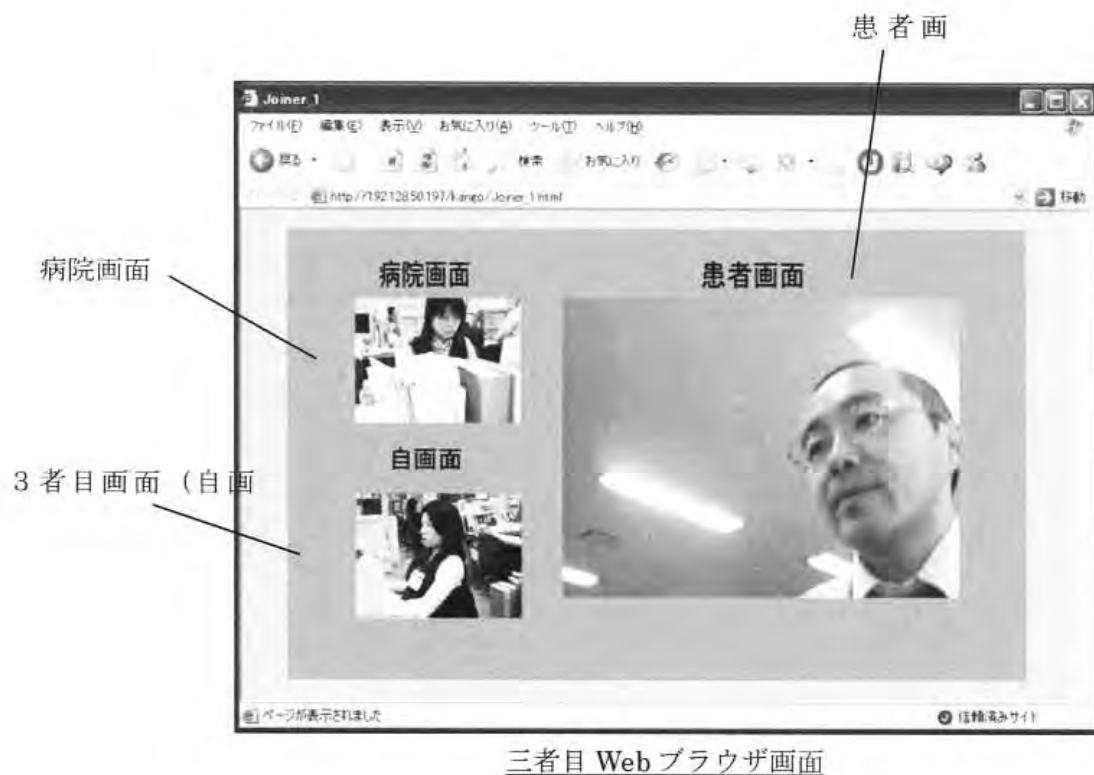 患者画
Joiner_1
ファイル(F) 編集(E) 表示(V) お気に入り(A) ツール(T) ヘルプ(H)
戻る 検索 お気に入り
移動
病院画面
病院画面
患者画面
3者目画面(自画
自画面
ページが表示されました
信頼済みサイト
三者目 Web ブラウザ画面